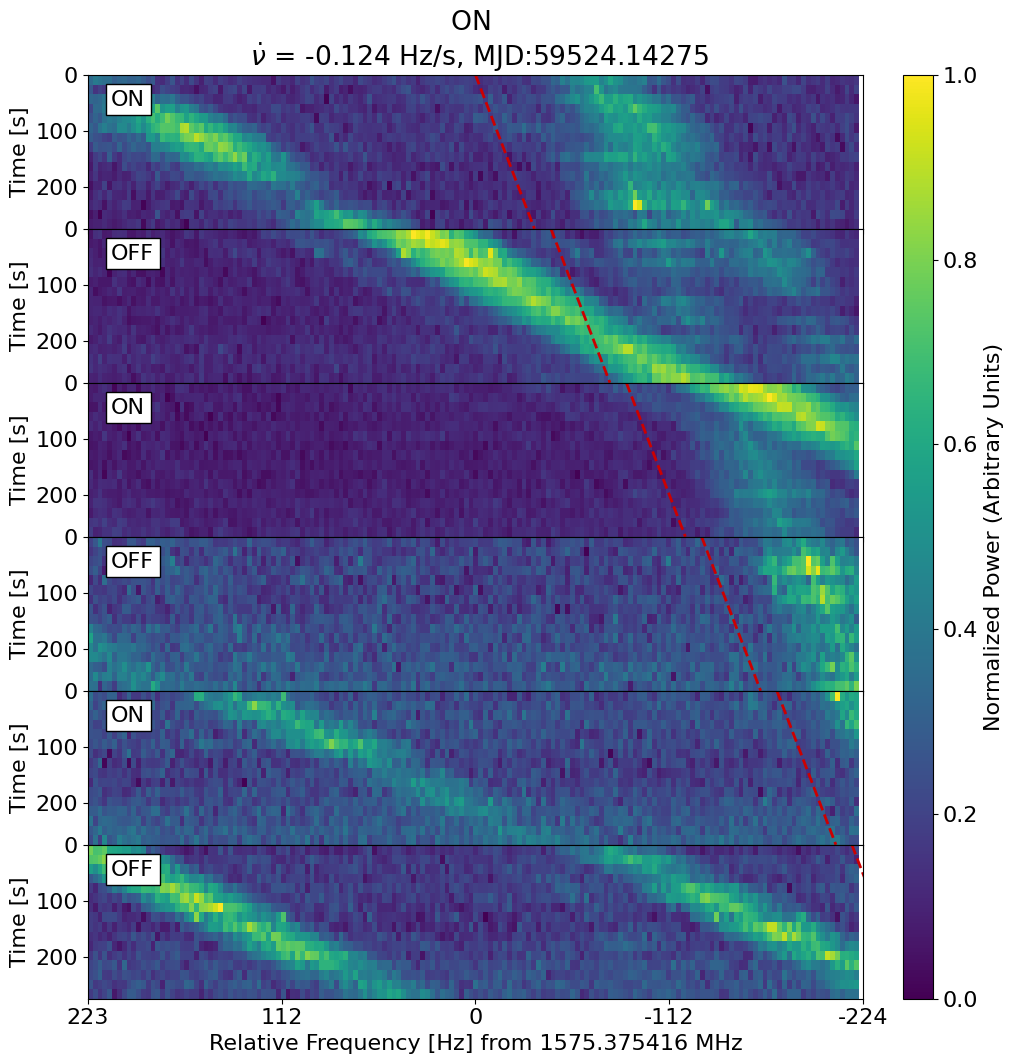 ON
ν̇ = -0.124 Hz/s, MJD:59524.14275
0
100
200
Time [s]
ON
0
100
200
Time [s]
OFF
0
100
200
Time [s]
ON
0
100
200
Time [s]
OFF
0
100
200
Time [s]
ON
0
100
200
Time [s]
OFF
223 112 0 -112 -224
Relative Frequency [Hz] from 1575.375416 MHz
1.0
0.8
0.6
0.4
0.2
0.0
Normalized Power (Arbitrary Units)